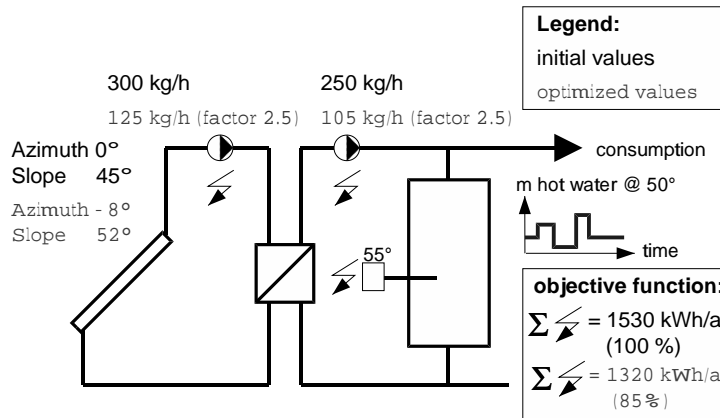 Legend:
initial values
optimized values
300 kg/h
250 kg/h
125 kg/h (factor 2.5)
105 kg/h (factor 2.5)
Azimuth 0°
Slope 45°
Azimuth - 8°
Slope 52°
consumption
m hot water @ 50°
time
55°
objective function:
Σ = 1530 kWh/a
(100 %)
Σ = 1320 kWh/a
(85%)